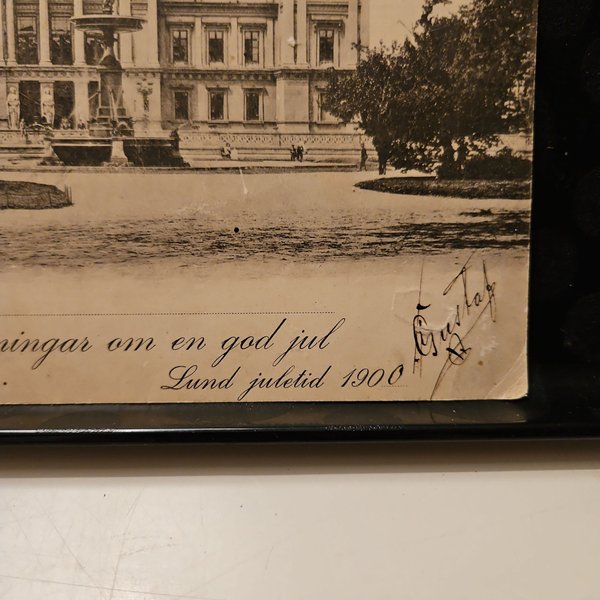 ningar om en god jul
Lund juletid 1900
Gustaf